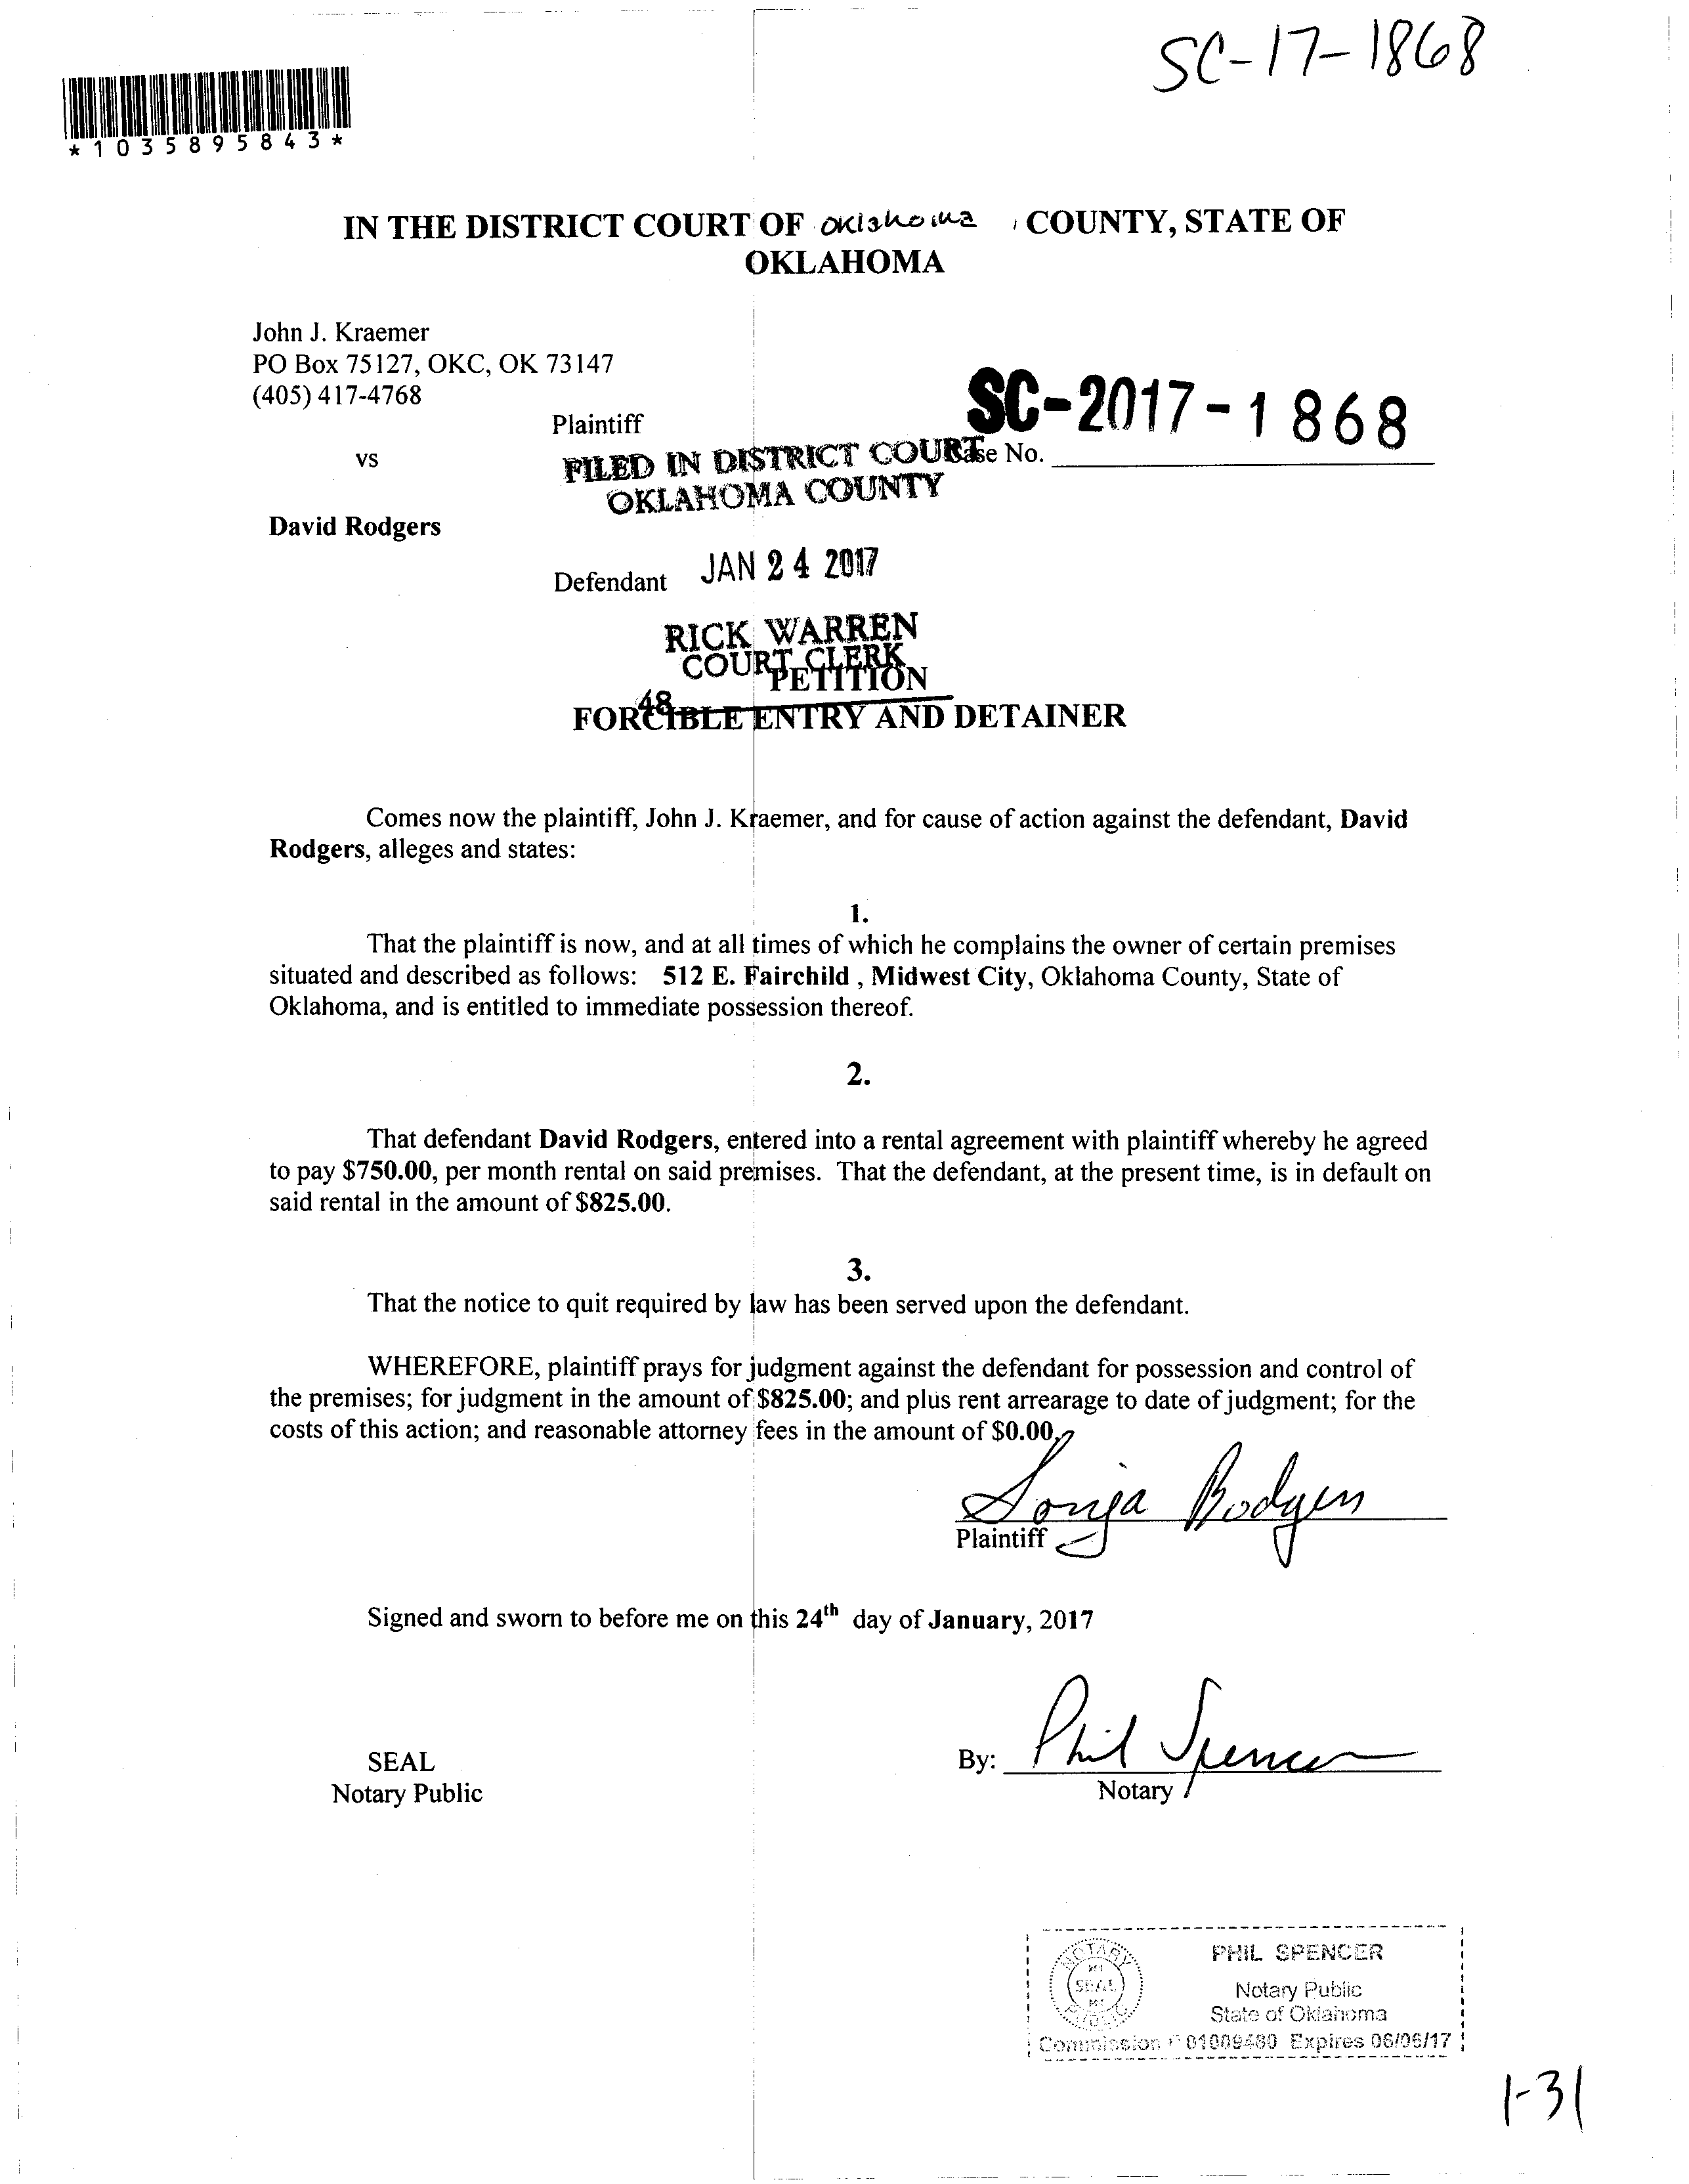 SC-17-1868
*1035895843*
IN THE DISTRICT COURT OF Oklahoma, COUNTY, STATE OF
OKLAHOMA
John J. Kraemer
PO Box 75127, OKC, OK 73147
(405) 417-4768
Plaintiff
SC-2017-1868
vs
FILED IN DISTRICT COURT
Case No.
OKLAHOMA COUNTY
David Rodgers
Defendant
JAN 24 2017
RICK WARREN
COURT CLERK
PETITION
48
FORCIBLE ENTRY AND DETAINER
Comes now the plaintiff, John J. Kraemer, and for cause of action against the defendant, David
Rodgers, alleges and states:
1.
That the plaintiff is now, and at all times of which he complains the owner of certain premises
situated and described as follows: 512 E. Fairchild , Midwest City, Oklahoma County, State of
Oklahoma, and is entitled to immediate possession thereof.
2.
That defendant David Rodgers, entered into a rental agreement with plaintiff whereby he agreed
to pay $750.00, per month rental on said premises. That the defendant, at the present time, is in default on
said rental in the amount of $825.00.
3.
That the notice to quit required by law has been served upon the defendant.
WHEREFORE, plaintiff prays for judgment against the defendant for possession and control of
the premises; for judgment in the amount of $825.00; and plus rent arrearage to date of judgment; for the
costs of this action; and reasonable attorney fees in the amount of $0.00.
Sonja
Plaintiff
Signed and sworn to before me on this 24th day of January, 2017
SEAL
By: Phil Spencer
Notary Public
Notary
NOTARY
SEAL
PUBLIC
PHIL SPENCER
Notary Public
State of Oklahoma
Commission # 01009480 Expires 06/06/17
1-31